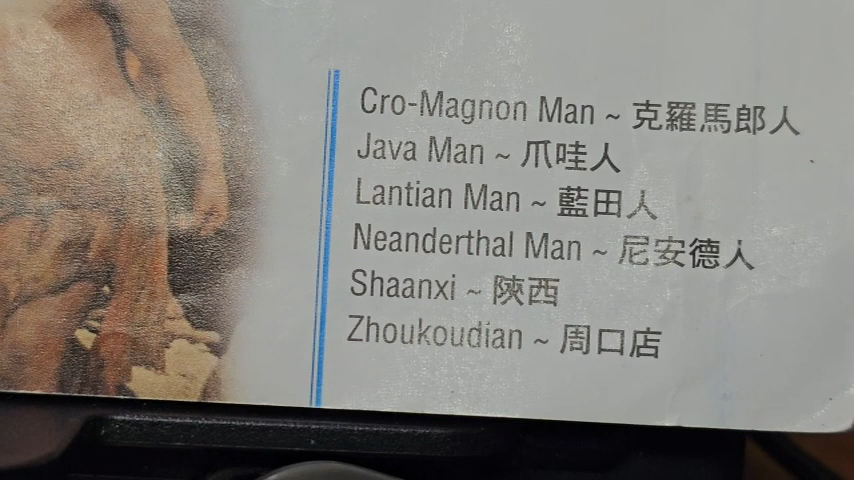 Cro-Magnon Man ~ 克羅馬郎人
Java Man ~ 爪哇人
Lantian Man ~ 藍田人
Neanderthal Man ~ 尼安德人
Shaanxi ~ 陝西
Zhoukoudian ~ 周口店